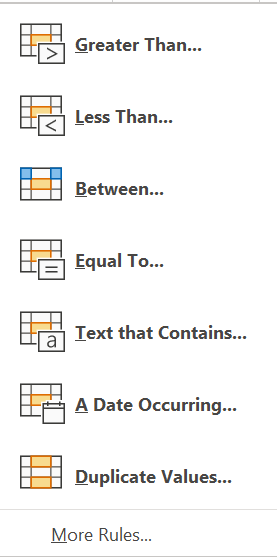 Greater Than...
Less Than...
Between...
Equal To...
Text that Contains...
A Date Occurring...
Duplicate Values...
More Rules...